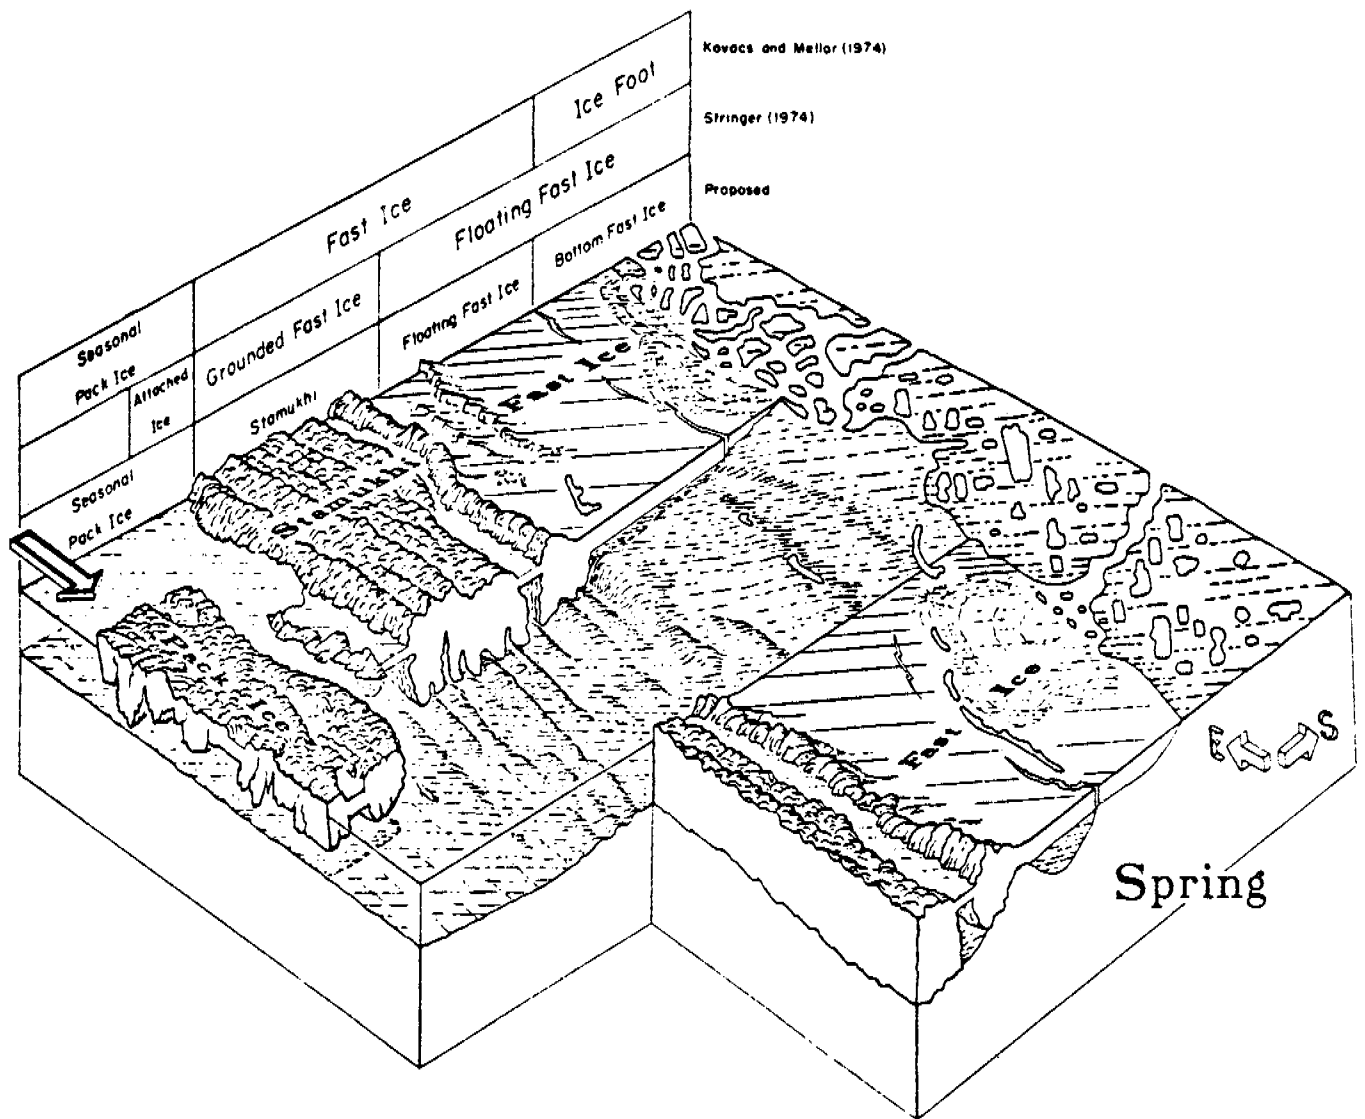 Kovacs and Mellor (1974)
Ice Foot
Fast Ice
Seasonal
Pack Ice
Stringer (1974)
Floating Fast Ice
Grounded Fast Ice
Attached
Ice
Proposed
Bottom Fast Ice
Floating Fast Ice
Stamukhi
Seasonal
Pack Ice
Fast Ice
Stamukhi
Pack Ice
Fast Ice
E
S
Spring